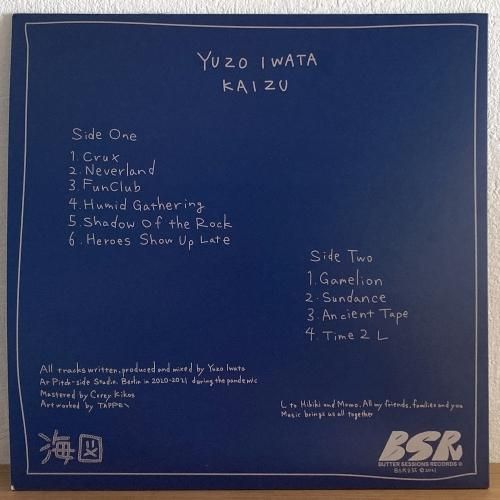 YUZO IWATA
KAIZU
Side One
1. Crux
2. Neverland
3. FunClub
4. Humid Gathering
5. Shadow Of the Rock
6. Heroes Show Up Late
Side Two
1. Gamelion
2. Sundance
3. Ancient Tape
4. Time 2 L
All tracks written, produced and mixed by Yuzo Iwata
At Pitch-side Studio. Berlin in 2020-2021 during the pandemic
Mastered by Corey Kikos
Art worked by TAPPEI
L to Hibiki and Momo. All my friends, families and you
Music brings us all together
海図
BSR
BUTTER SESSIONS RECORDS ®
©2021